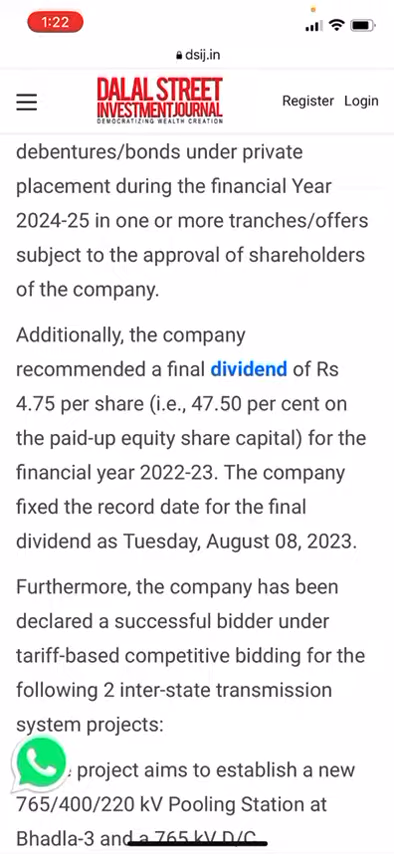 1:22
dsij.in
DALAL STREET
INVESTMENT JOURNAL
DEMOCRATIZING WEALTH CREATION
Register Login
debentures/bonds under private
placement during the financial Year
2024-25 in one or more tranches/offers
subject to the approval of shareholders
of the company.
Additionally, the company
recommended a final dividend of Rs
4.75 per share (i.e., 47.50 per cent on
the paid-up equity share capital) for the
financial year 2022-23. The company
fixed the record date for the final
dividend as Tuesday, August 08, 2023.
Furthermore, the company has been
declared a successful bidder under
tariff-based competitive bidding for the
following 2 inter-state transmission
system projects:
project aims to establish a new
765/400/220 kV Pooling Station at
Bhadla-3 and a 765 kV D/C